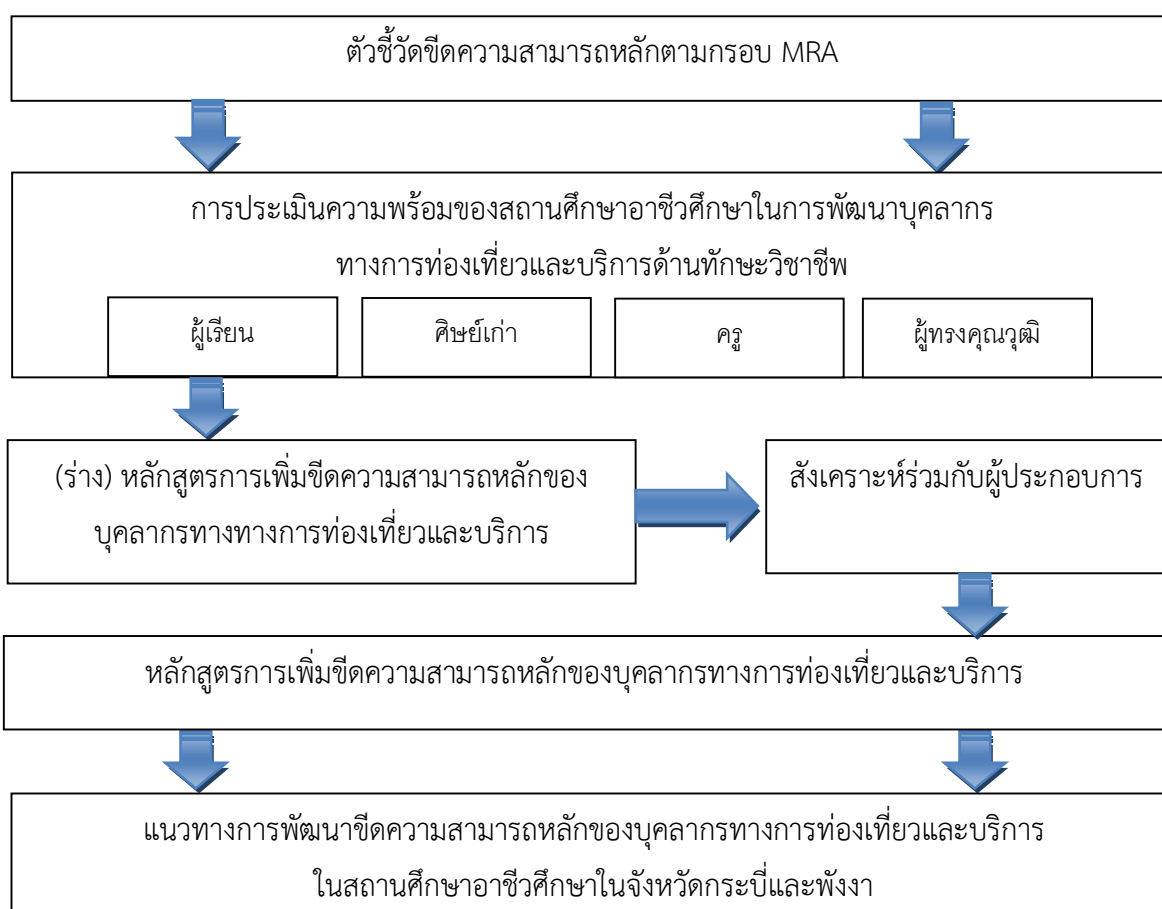 ตัวชี้วัดขีดความสามารถหลักตามกรอบ MRA
การประเมินความพร้อมของสถานศึกษาอาชีวศึกษาในการพัฒนาบุคลากร
ทางการท่องเที่ยวและบริการด้านทักษะวิชาชีพ
ผู้เรียน
ศิษย์เก่า
ครู
ผู้ทรงคุณวุฒิ
(ร่าง) หลักสูตรการเพิ่มขีดความสามารถหลักของ
บุคลากรทางทางการท่องเที่ยวและบริการ
สังเคราะห์ร่วมกับผู้ประกอบการ
หลักสูตรการเพิ่มขีดความสามารถหลักของบุคลากรทางการท่องเที่ยวและบริการ
แนวทางการพัฒนาขีดความสามารถหลักของบุคลากรทางการท่องเที่ยวและบริการ
ในสถานศึกษาอาชีวศึกษาในจังหวัดกระบี่และพังงา